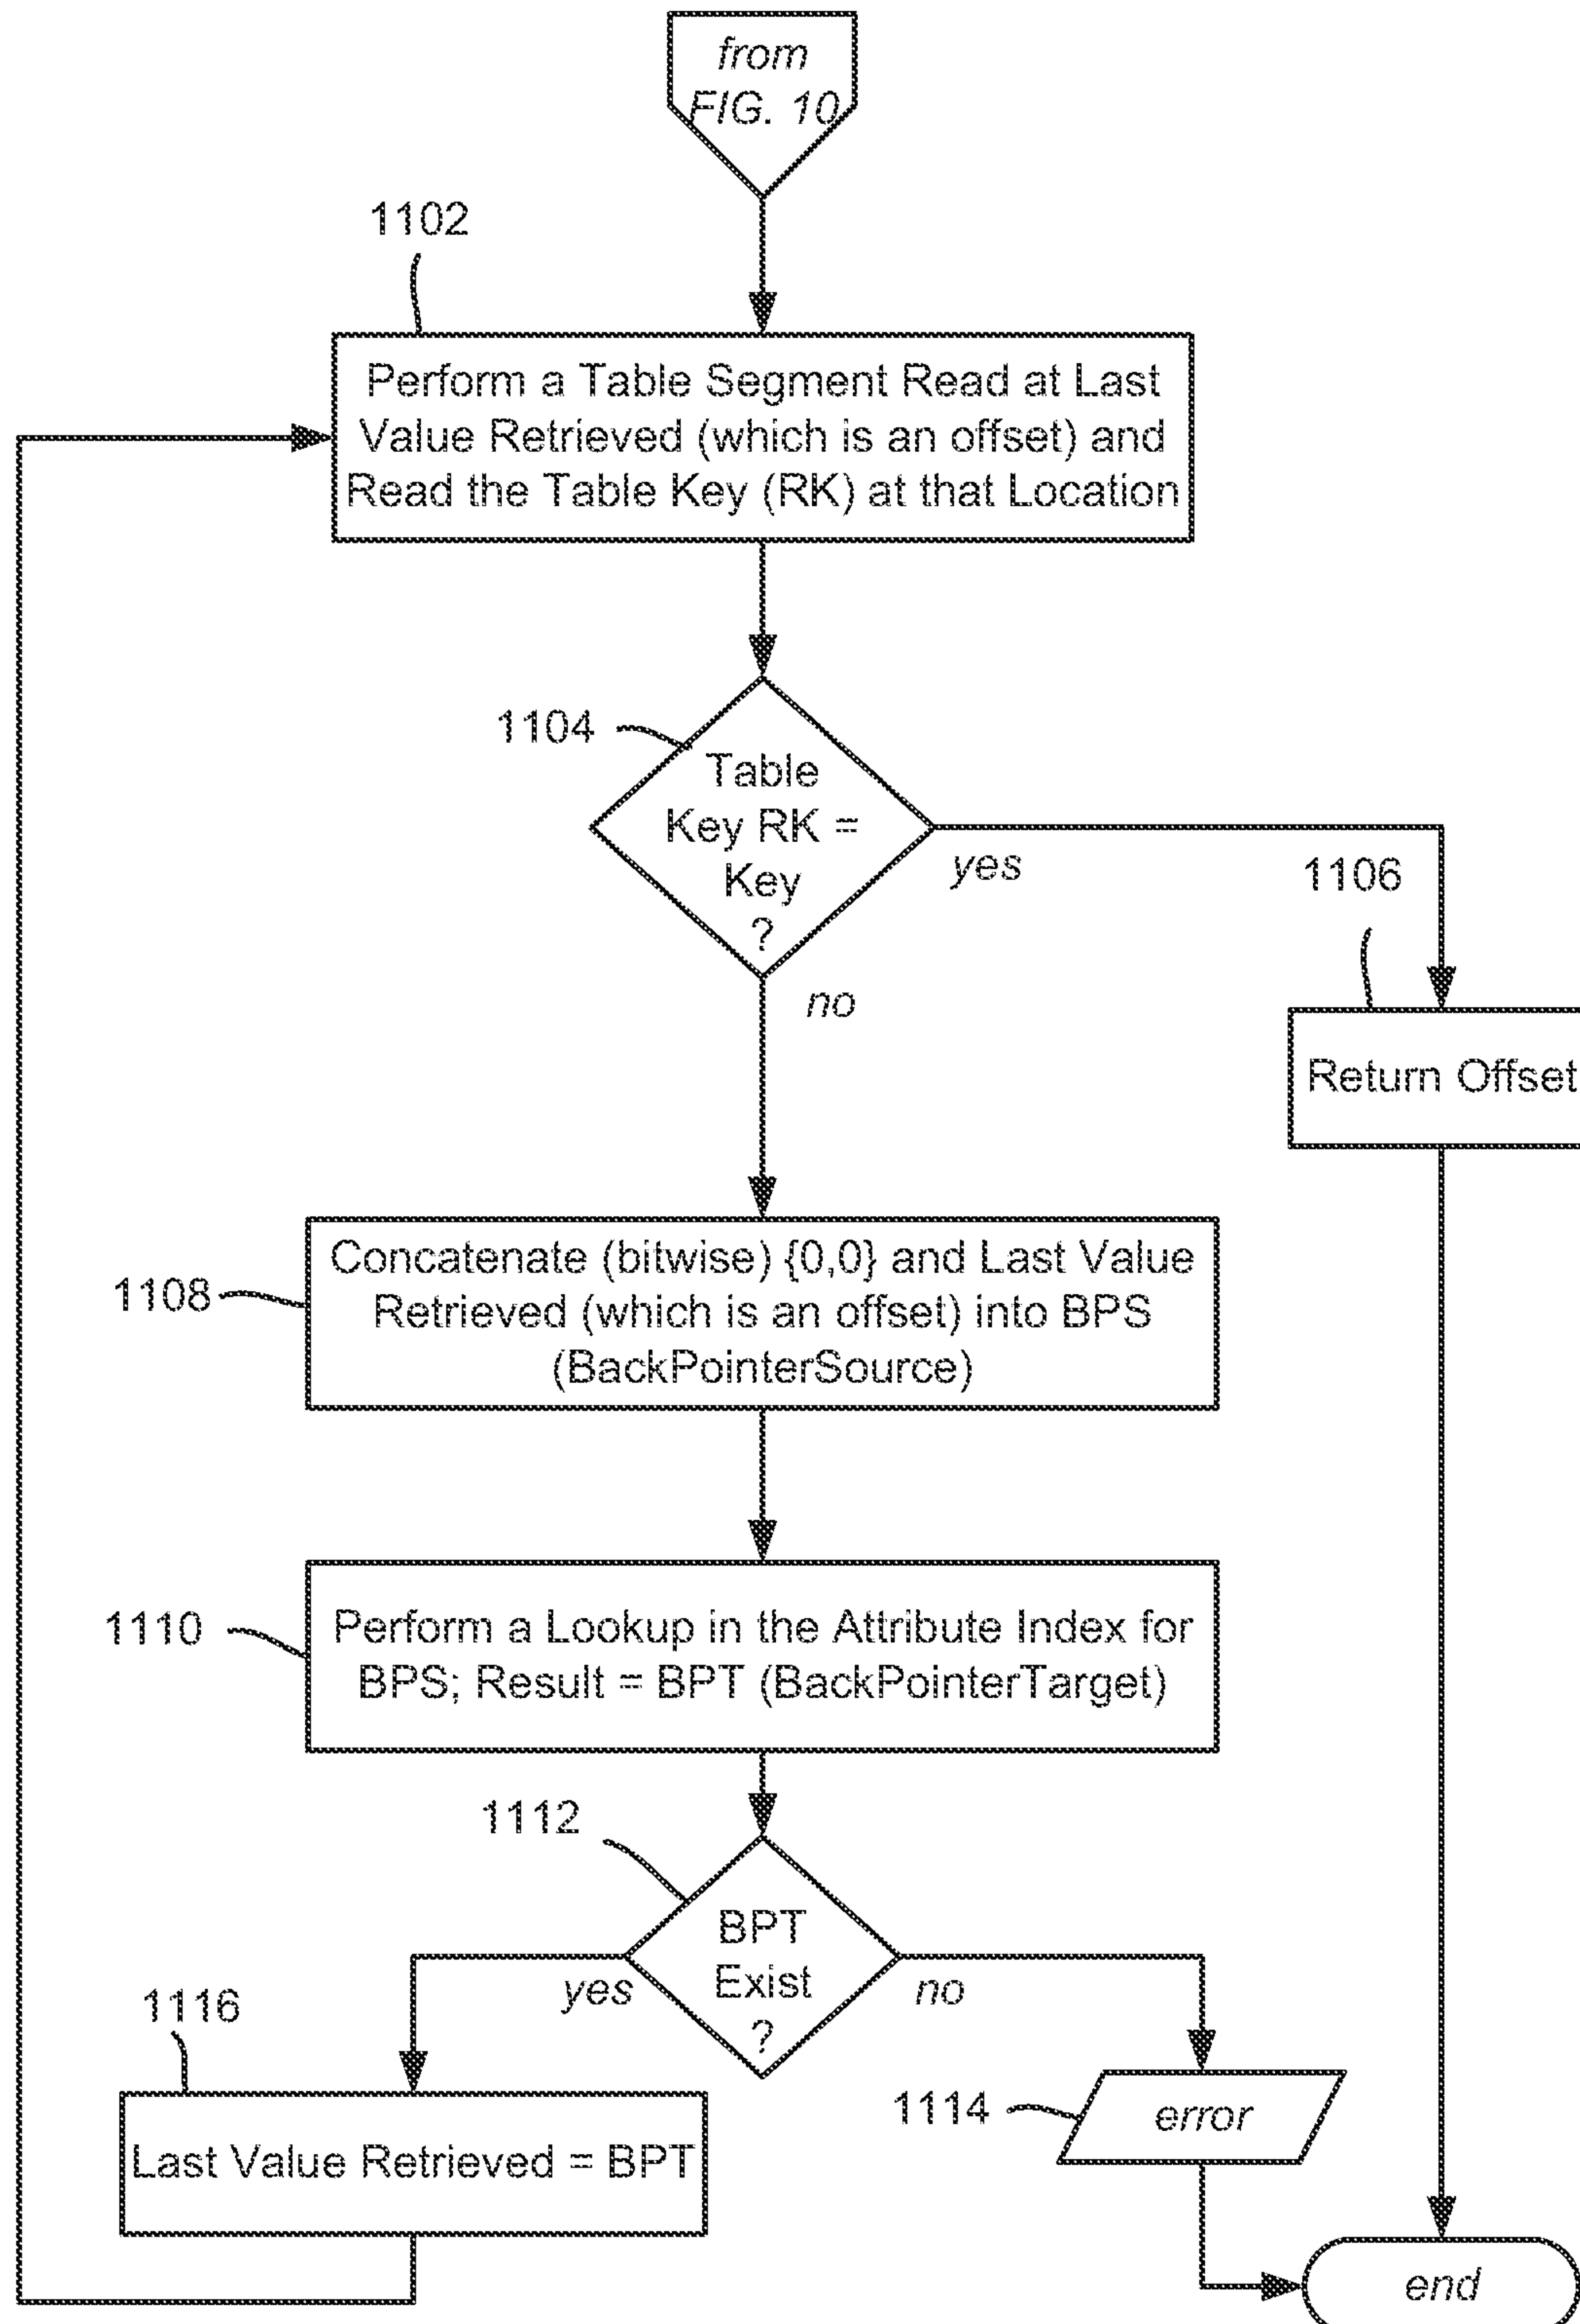 from
FIG. 10
1102
Perform a Table Segment Read at Last
Value Retrieved (which is an offset) and
Read the Table Key (RK) at that Location
1104
Table
Key RK =
Key
?
yes
no
1106
Return Offset
1108
Concatenate (bitwise) {0,0} and Last Value
Retrieved (which is an offset) into BPS
(BackPointerSource)
1110
Perform a Lookup in the Attribute Index for
BPS; Result = BPT (BackPointerTarget)
1112
BPT
Exist
?
yes
no
1116
Last Value Retrieved = BPT
1114
error
end